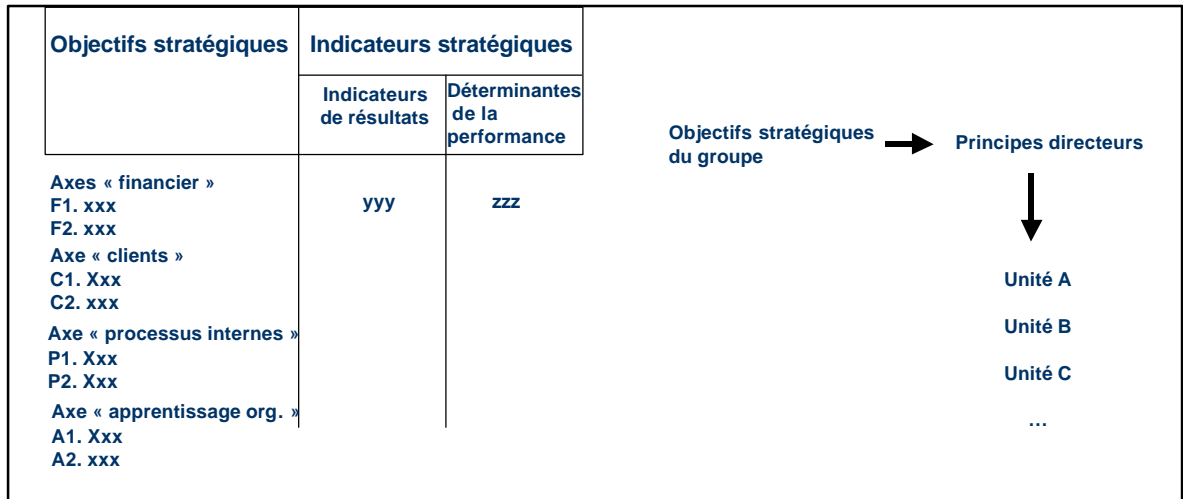 Objectifs stratégiques
Indicateurs stratégiques
Indicateurs
de résultats
Déterminantes
de la
performance
Axes « financier »
F1. xxx
yyy
zzz
F2. xxx
Axe « clients »
C1. Xxx
C2. xxx
Axe « processus internes »
P1. Xxx
P2. Xxx
Axe « apprentissage org. »
A1. Xxx
A2. xxx
Objectifs stratégiques
du groupe
Principes directeurs
Unité A
Unité B
Unité C
…